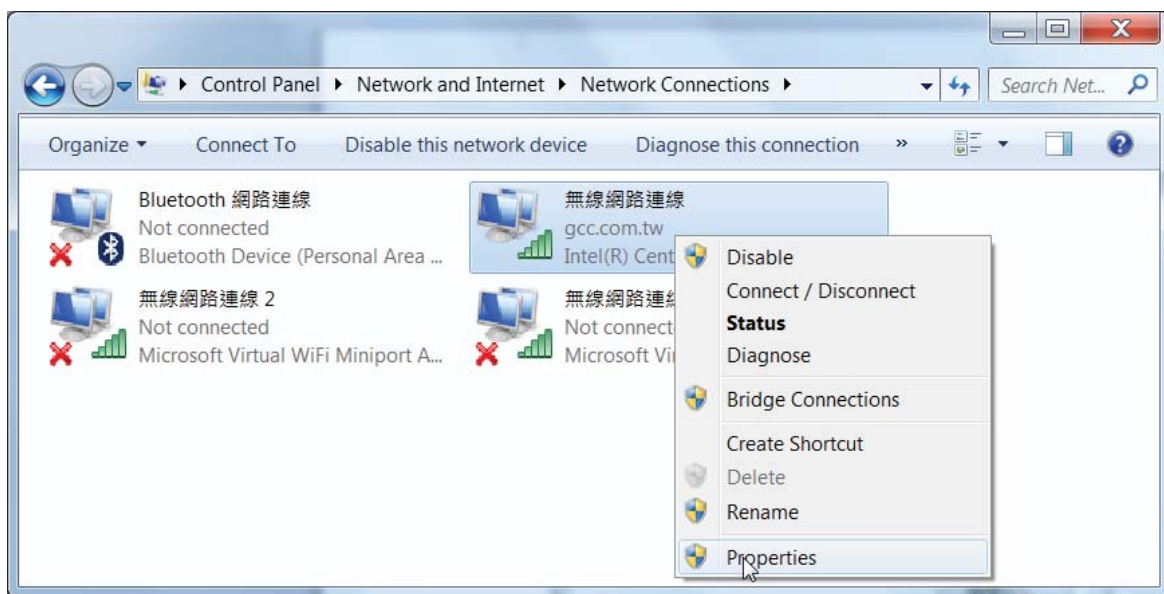 Control Panel ▸ Network and Internet ▸ Network Connections ▸
Search Net...
Organize
Connect To
Disable this network device
Diagnose this connection
»
Bluetooth 網路連線
Not connected
Bluetooth Device (Personal Area ...
無線網路連線
gcc.com.tw
Intel(R) Cent
無線網路連線 2
Not connected
Microsoft Virtual WiFi Miniport A...
無線網路連
Not connect
Microsoft Vi
Disable
Connect / Disconnect
Status
Diagnose
Bridge Connections
Create Shortcut
Delete
Rename
Properties